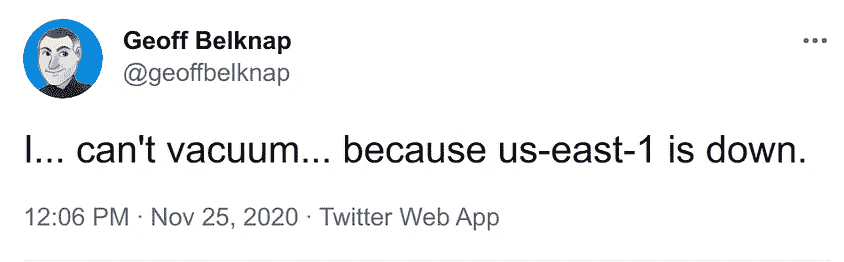 Geoff Belknap
@geoffbelknap
I... can't vacuum... because us-east-1 is down.
12:06 PM · Nov 25, 2020 · Twitter Web App